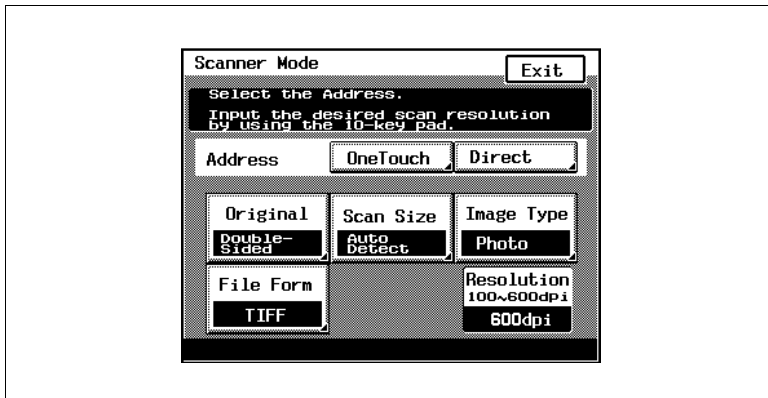 Scanner Mode
Exit
Select the Address.
Input the desired scan resolution
by using the 10-key pad.
Address
OneTouch
Direct
Original
Double-
Sided
Scan Size
Auto
Detect
Image Type
Photo
File Form
TIFF
Resolution
100~600dpi
600dpi